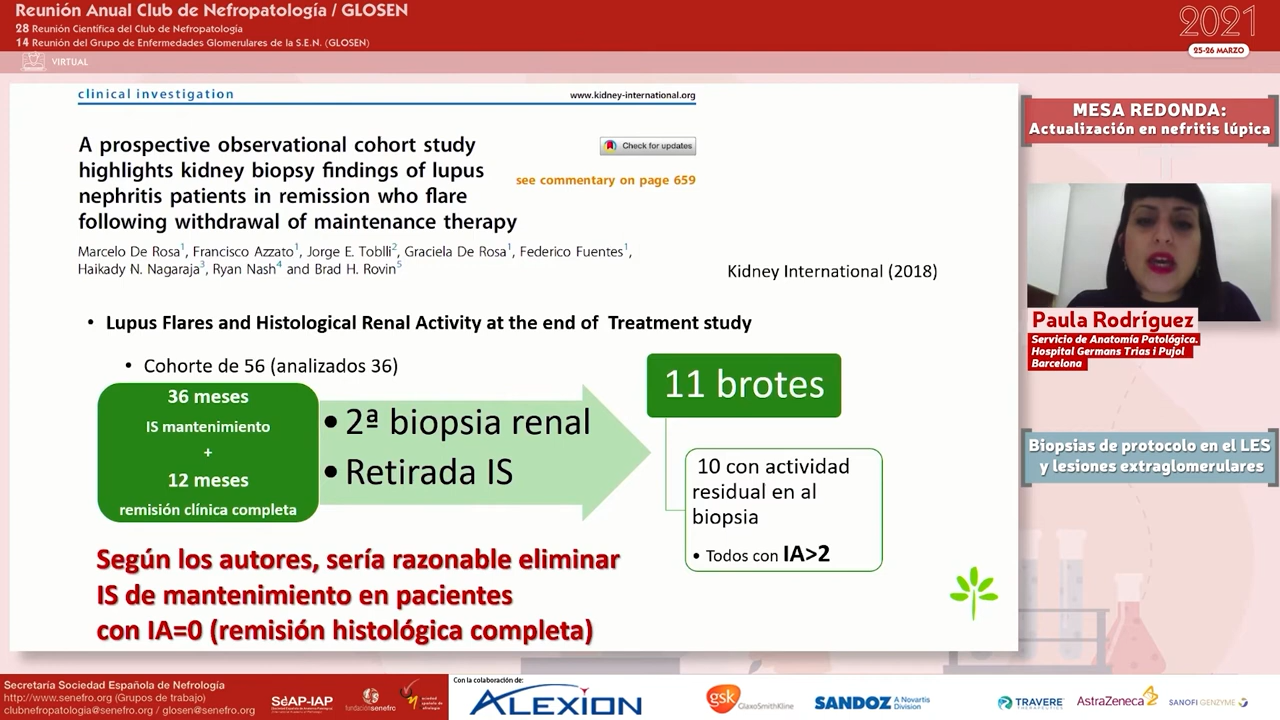 Reunión Anual Club de Nefropatología / GLOSEN
28 Reunión Científica del Club de Nefropatología
14 Reunión del Grupo de Enfermedades Glomerulares de la S.E.N. (GLOSEN)
VIRTUAL
2021
25-26 MARZO
clinical investigation
www.kidney-international.org
A prospective observational cohort study
highlights kidney biopsy findings of lupus
nephritis patients in remission who flare
following withdrawal of maintenance therapy
Check for updates
see commentary on page 659
Marcelo De Rosa1, Francisco Azzato1, Jorge E. Toblli2, Graciela De Rosa1, Federico Fuentes1,
Haikady N. Nagaraja3, Ryan Nash4 and Brad H. Rovin5
Kidney International (2018)
• Lupus Flares and Histological Renal Activity at the end of Treatment study
• Cohorte de 56 (analizados 36)
36 meses
IS mantenimiento
+
12 meses
remisión clínica completa
• 2ª biopsia renal
• Retirada IS
11 brotes
10 con actividad
residual en al
biopsia
• Todos con IA>2
Según los autores, sería razonable eliminar
IS de mantenimiento en pacientes
con IA=0 (remisión histológica completa)
MESA REDONDA:
Actualización en nefritis lúpica
Paula Rodríguez
Servicio de Anatomía Patológica.
Hospital Germans Trias i Pujol
Barcelona
Biopsias de protocolo en el LES
y lesiones extraglomerulares
Secretaría Sociedad Española de Nefrología
http://www.senefro.org (Grupos de trabajo)
clubnefropatologia@senefro.org / glosen@senefro.org
SEAP-IAP
fundaciónsenefro
Con la colaboración de:
ALEXION
gsk
GlaxoSmithKline
SANDOZ
A Novartis
Division
TRAVERE
THERAPEUTICS
AstraZeneca
SANOFI GENZYME